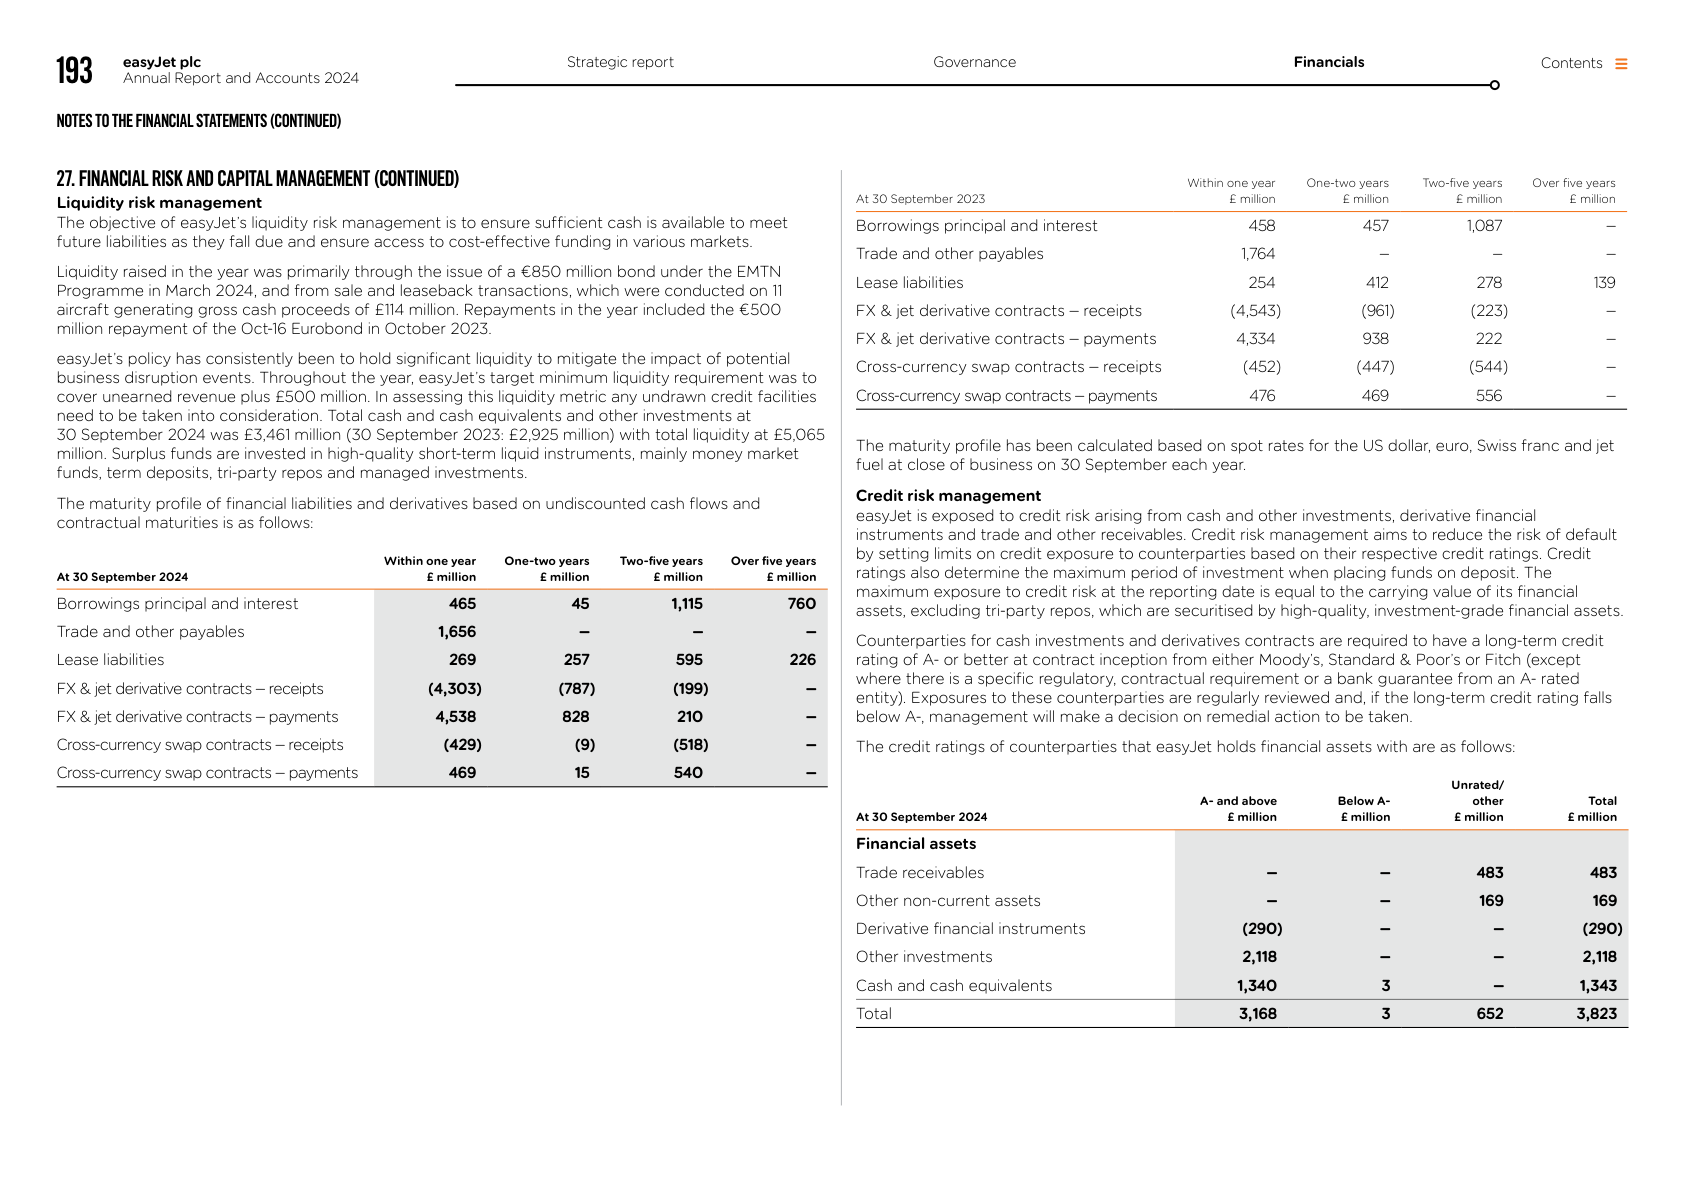 193
easyJet plc
Annual Report and Accounts 2024
Strategic report
Governance
Financials
Contents
NOTES TO THE FINANCIAL STATEMENTS (CONTINUED)
27. FINANCIAL RISK AND CAPITAL MANAGEMENT (CONTINUED)
Liquidity risk management
The objective of easyJet's liquidity risk management is to ensure sufficient cash is available to meet
future liabilities as they fall due and ensure access to cost-effective funding in various markets.
Liquidity raised in the year was primarily through the issue of a €850 million bond under the EMTN
Programme in March 2024, and from sale and leaseback transactions, which were conducted on 11
aircraft generating gross cash proceeds of £114 million. Repayments in the year included the €500
million repayment of the Oct-16 Eurobond in October 2023.
easyJet's policy has consistently been to hold significant liquidity to mitigate the impact of potential
business disruption events. Throughout the year, easyJet's target minimum liquidity requirement was to
cover unearned revenue plus £500 million. In assessing this liquidity metric any undrawn credit facilities
need to be taken into consideration. Total cash and cash equivalents and other investments at
30 September 2024 was £3,461 million (30 September 2023: £2,925 million) with total liquidity at £5,065
million. Surplus funds are invested in high-quality short-term liquid instruments, mainly money market
funds, term deposits, tri-party repos and managed investments.
The maturity profile of financial liabilities and derivatives based on undiscounted cash flows and
contractual maturities is as follows:
Within one year One-two years Two-five years Over five years
At 30 September 2024 £ million £ million £ million £ million
Borrowings principal and interest 465 45 1,115 760
Trade and other payables 1,656 – – –
Lease liabilities 269 257 595 226
FX & jet derivative contracts – receipts (4,303) (787) (199) –
FX & jet derivative contracts – payments 4,538 828 210 –
Cross-currency swap contracts – receipts (429) (9) (518) –
Cross-currency swap contracts – payments 469 15 540 –
Within one year One-two years Two-five years Over five years
At 30 September 2023 £ million £ million £ million £ million
Borrowings principal and interest 458 457 1,087 –
Trade and other payables 1,764 – – –
Lease liabilities 254 412 278 139
FX & jet derivative contracts – receipts (4,543) (961) (223) –
FX & jet derivative contracts – payments 4,334 938 222 –
Cross-currency swap contracts – receipts (452) (447) (544) –
Cross-currency swap contracts – payments 476 469 556 –
The maturity profile has been calculated based on spot rates for the US dollar, euro, Swiss franc and jet
fuel at close of business on 30 September each year.
Credit risk management
easyJet is exposed to credit risk arising from cash and other investments, derivative financial
instruments and trade and other receivables. Credit risk management aims to reduce the risk of default
by setting limits on credit exposure to counterparties based on their respective credit ratings. Credit
ratings also determine the maximum period of investment when placing funds on deposit. The
maximum exposure to credit risk at the reporting date is equal to the carrying value of its financial
assets, excluding tri-party repos, which are securitised by high-quality, investment-grade financial assets.
Counterparties for cash investments and derivatives contracts are required to have a long-term credit
rating of A- or better at contract inception from either Moody's, Standard & Poor's or Fitch (except
where there is a specific regulatory, contractual requirement or a bank guarantee from an A- rated
entity). Exposures to these counterparties are regularly reviewed and, if the long-term credit rating falls
below A-, management will make a decision on remedial action to be taken.
The credit ratings of counterparties that easyJet holds financial assets with are as follows:
Unrated/
A- and above Below A- other Total
At 30 September 2024 £ million £ million £ million £ million
Financial assets
Trade receivables – – 483 483
Other non-current assets – – 169 169
Derivative financial instruments (290) – – (290)
Other investments 2,118 – – 2,118
Cash and cash equivalents 1,340 3 – 1,343
Total 3,168 3 652 3,823